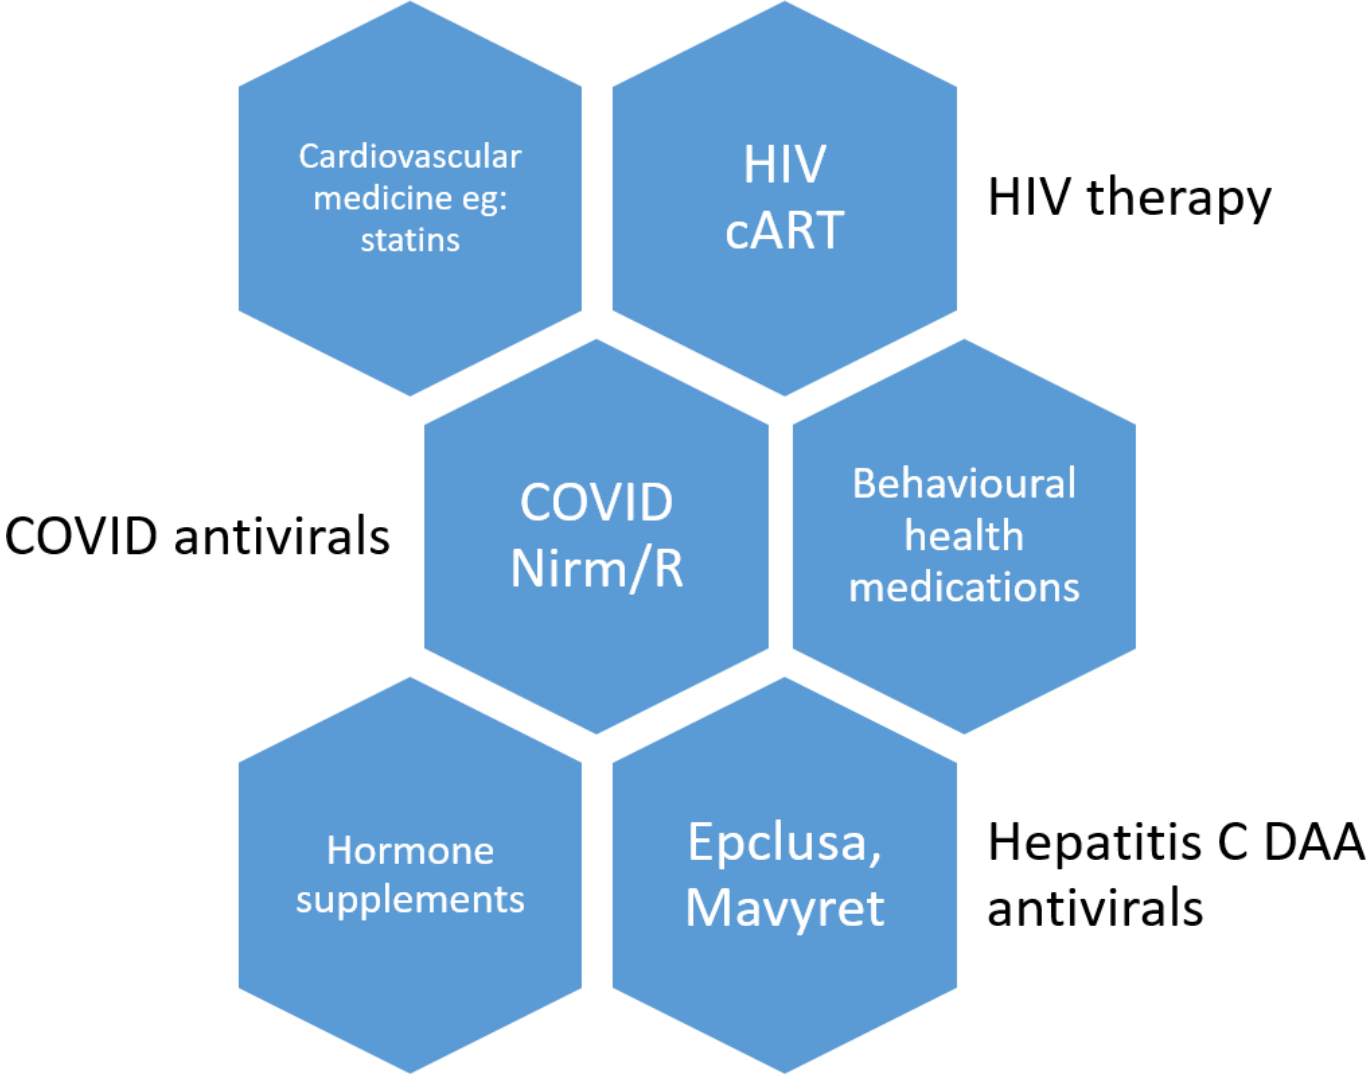 Cardiovascular
medicine eg:
statins
HIV
cART
HIV therapy
COVID antivirals
COVID
Nirm/R
Behavioural
health
medications
Hormone
supplements
Epclusa,
Mavyret
Hepatitis C DAA
antivirals